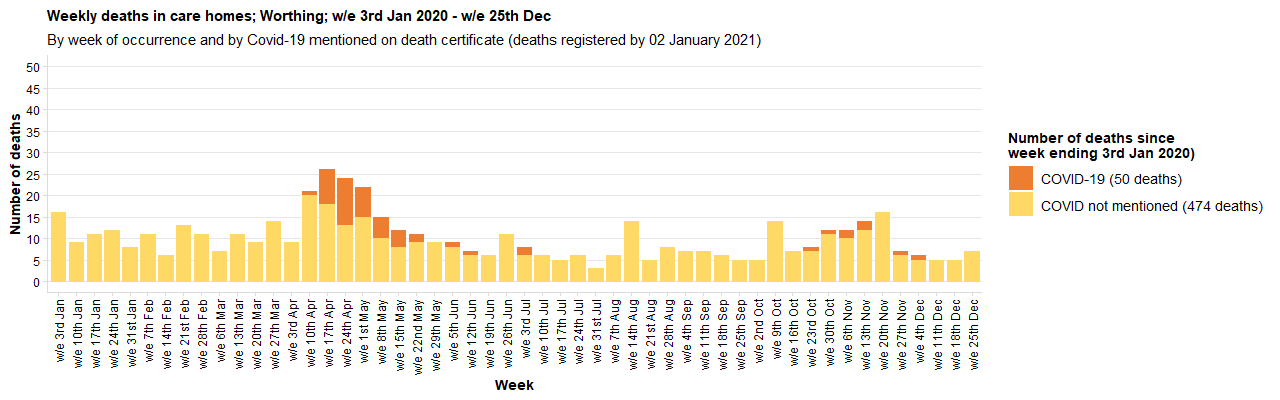 Weekly deaths in care homes; Worthing; w/e 3rd Jan 2020 - w/e 25th Dec
By week of occurrence and by Covid-19 mentioned on death certificate (deaths registered by 02 January 2021)
Number of deaths
50
45
40
35
30
25
20
15
10
5
0
w/e 3rd Jan
w/e 10th Jan
w/e 17th Jan
w/e 24th Jan
w/e 31st Jan
w/e 7th Feb
w/e 14th Feb
w/e 21st Feb
w/e 28th Feb
w/e 6th Mar
w/e 13th Mar
w/e 20th Mar
w/e 27th Mar
w/e 3rd Apr
w/e 10th Apr
w/e 17th Apr
w/e 24th Apr
w/e 1st May
w/e 8th May
w/e 15th May
w/e 22nd May
w/e 29th May
w/e 5th Jun
w/e 12th Jun
w/e 19th Jun
w/e 26th Jun
w/e 3rd Jul
w/e 10th Jul
w/e 17th Jul
w/e 24th Jul
w/e 31st Jul
w/e 7th Aug
w/e 14th Aug
w/e 21st Aug
w/e 28th Aug
w/e 4th Sep
w/e 11th Sep
w/e 18th Sep
w/e 25th Sep
w/e 2nd Oct
w/e 9th Oct
w/e 16th Oct
w/e 23rd Oct
w/e 30th Oct
w/e 6th Nov
w/e 13th Nov
w/e 20th Nov
w/e 27th Nov
w/e 4th Dec
w/e 11th Dec
w/e 18th Dec
w/e 25th Dec
Week
Number of deaths since
week ending 3rd Jan 2020)
COVID-19 (50 deaths)
COVID not mentioned (474 deaths)